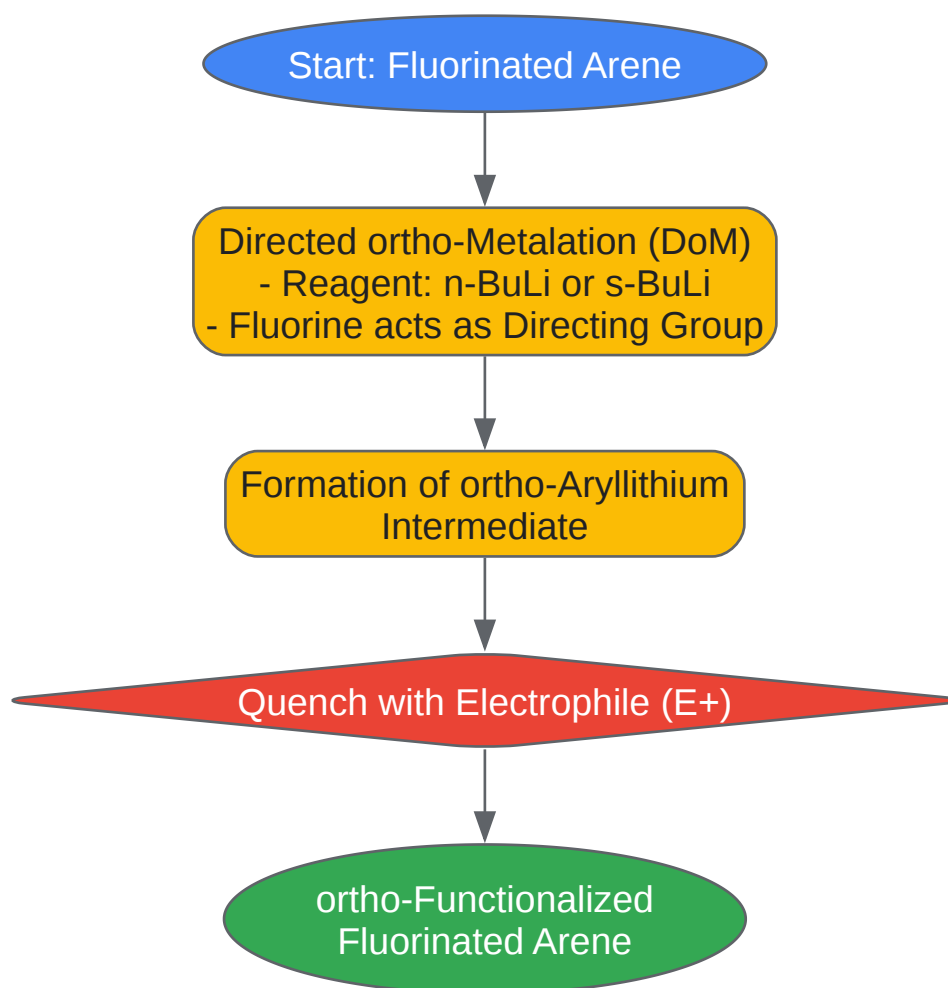 Start: Fluorinated Arene
Directed ortho-Metalation (DoM)
- Reagent: n-BuLi or s-BuLi
- Fluorine acts as Directing Group
Formation of ortho-Aryllithium
Intermediate
Quench with Electrophile (E+)
ortho-Functionalized
Fluorinated Arene